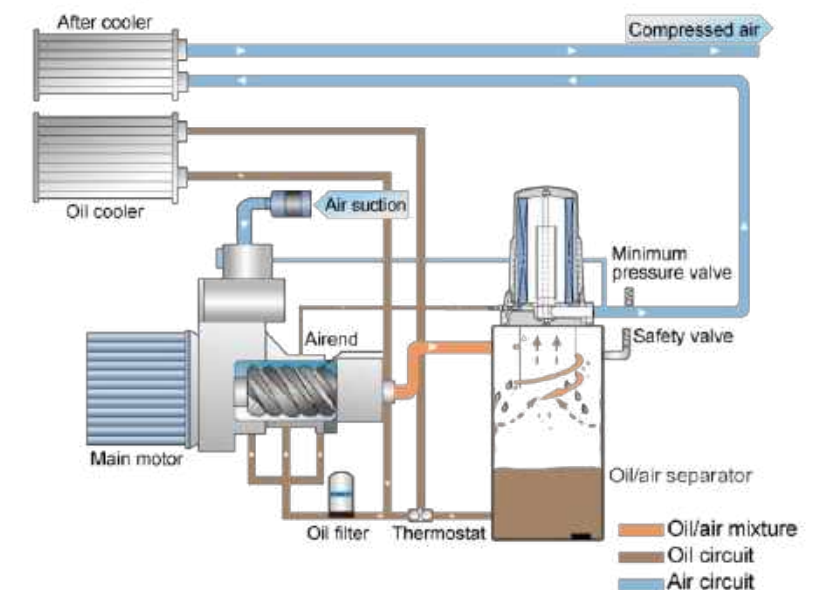 After cooler
Compressed air
Oil cooler
Air suction
Minimum
pressure valve
Safety valve
Airend
Main motor
Oil/air separator
Oil filter
Thermostat
Oil/air mixture
Oil circuit
Air circuit